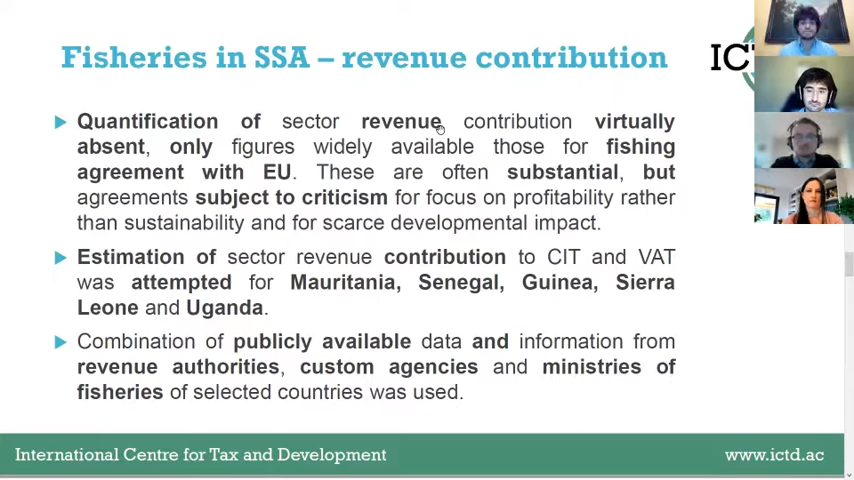 Fisheries in SSA – revenue contribution
Quantification of sector revenue contribution virtually
absent, only figures widely available those for fishing
agreement with EU. These are often substantial, but
agreements subject to criticism for focus on profitability rather
than sustainability and for scarce developmental impact.
Estimation of sector revenue contribution to CIT and VAT
was attempted for Mauritania, Senegal, Guinea, Sierra
Leone and Uganda.
Combination of publicly available data and information from
revenue authorities, custom agencies and ministries of
fisheries of selected countries was used.
International Centre for Tax and Development
www.ictd.ac